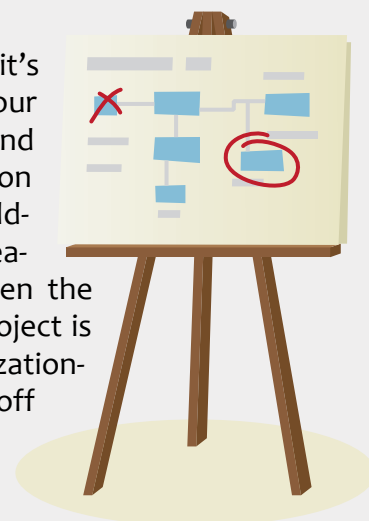 it's
our
nd
on
ld-
ea-
en the
oject is
zation-
off